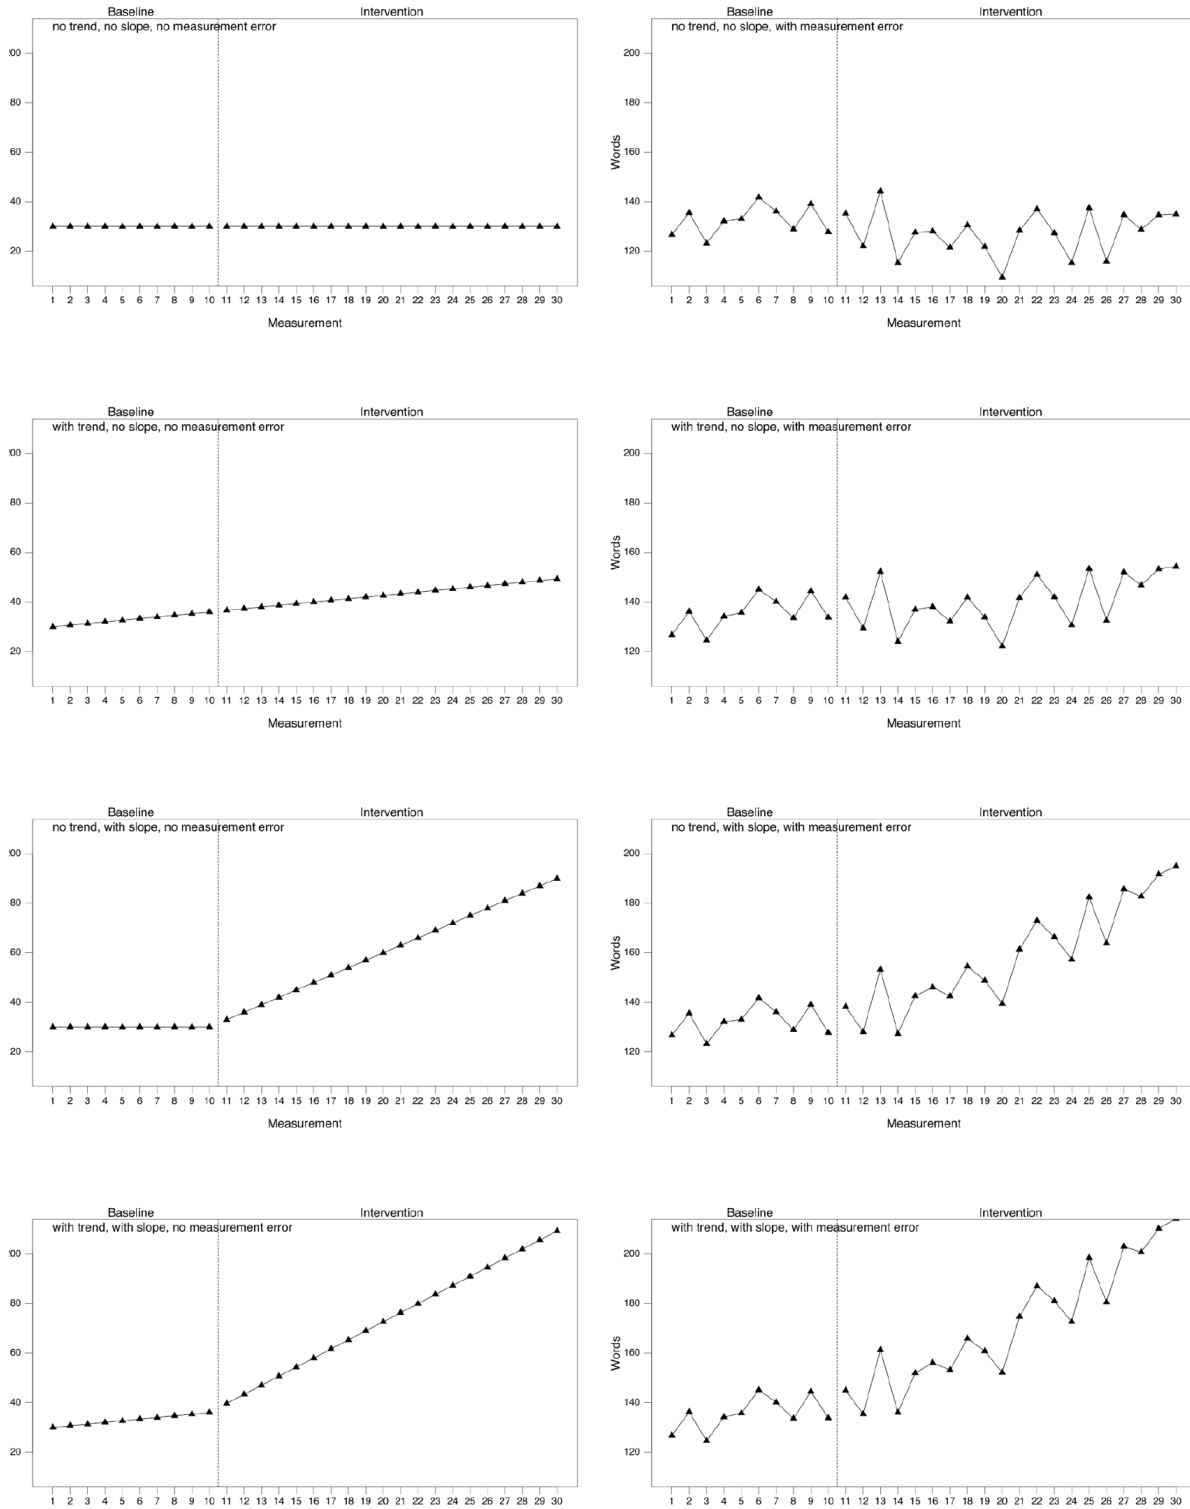 Baseline Intervention
no trend, no slope, no measurement error
80
60
40
20
1 2 3 4 5 6 7 8 9 10 11 12 13 14 15 16 17 18 19 20 21 22 23 24 25 26 27 28 29 30
Measurement
Baseline Intervention
no trend, no slope, with measurement error
200
180
160
140
120
Words
1 2 3 4 5 6 7 8 9 10 11 12 13 14 15 16 17 18 19 20 21 22 23 24 25 26 27 28 29 30
Measurement
Baseline Intervention
with trend, no slope, no measurement error
80
60
40
20
1 2 3 4 5 6 7 8 9 10 11 12 13 14 15 16 17 18 19 20 21 22 23 24 25 26 27 28 29 30
Measurement
Baseline Intervention
with trend, no slope, with measurement error
200
180
160
140
120
Words
1 2 3 4 5 6 7 8 9 10 11 12 13 14 15 16 17 18 19 20 21 22 23 24 25 26 27 28 29 30
Measurement
Baseline Intervention
no trend, with slope, no measurement error
80
60
40
20
1 2 3 4 5 6 7 8 9 10 11 12 13 14 15 16 17 18 19 20 21 22 23 24 25 26 27 28 29 30
Measurement
Baseline Intervention
no trend, with slope, with measurement error
200
180
160
140
120
Words
1 2 3 4 5 6 7 8 9 10 11 12 13 14 15 16 17 18 19 20 21 22 23 24 25 26 27 28 29 30
Measurement
Baseline Intervention
with trend, with slope, no measurement error
80
60
40
20
1 2 3 4 5 6 7 8 9 10 11 12 13 14 15 16 17 18 19 20 21 22 23 24 25 26 27 28 29 30
Baseline Intervention
with trend, with slope, with measurement error
200
180
160
140
120
Words
1 2 3 4 5 6 7 8 9 10 11 12 13 14 15 16 17 18 19 20 21 22 23 24 25 26 27 28 29 30